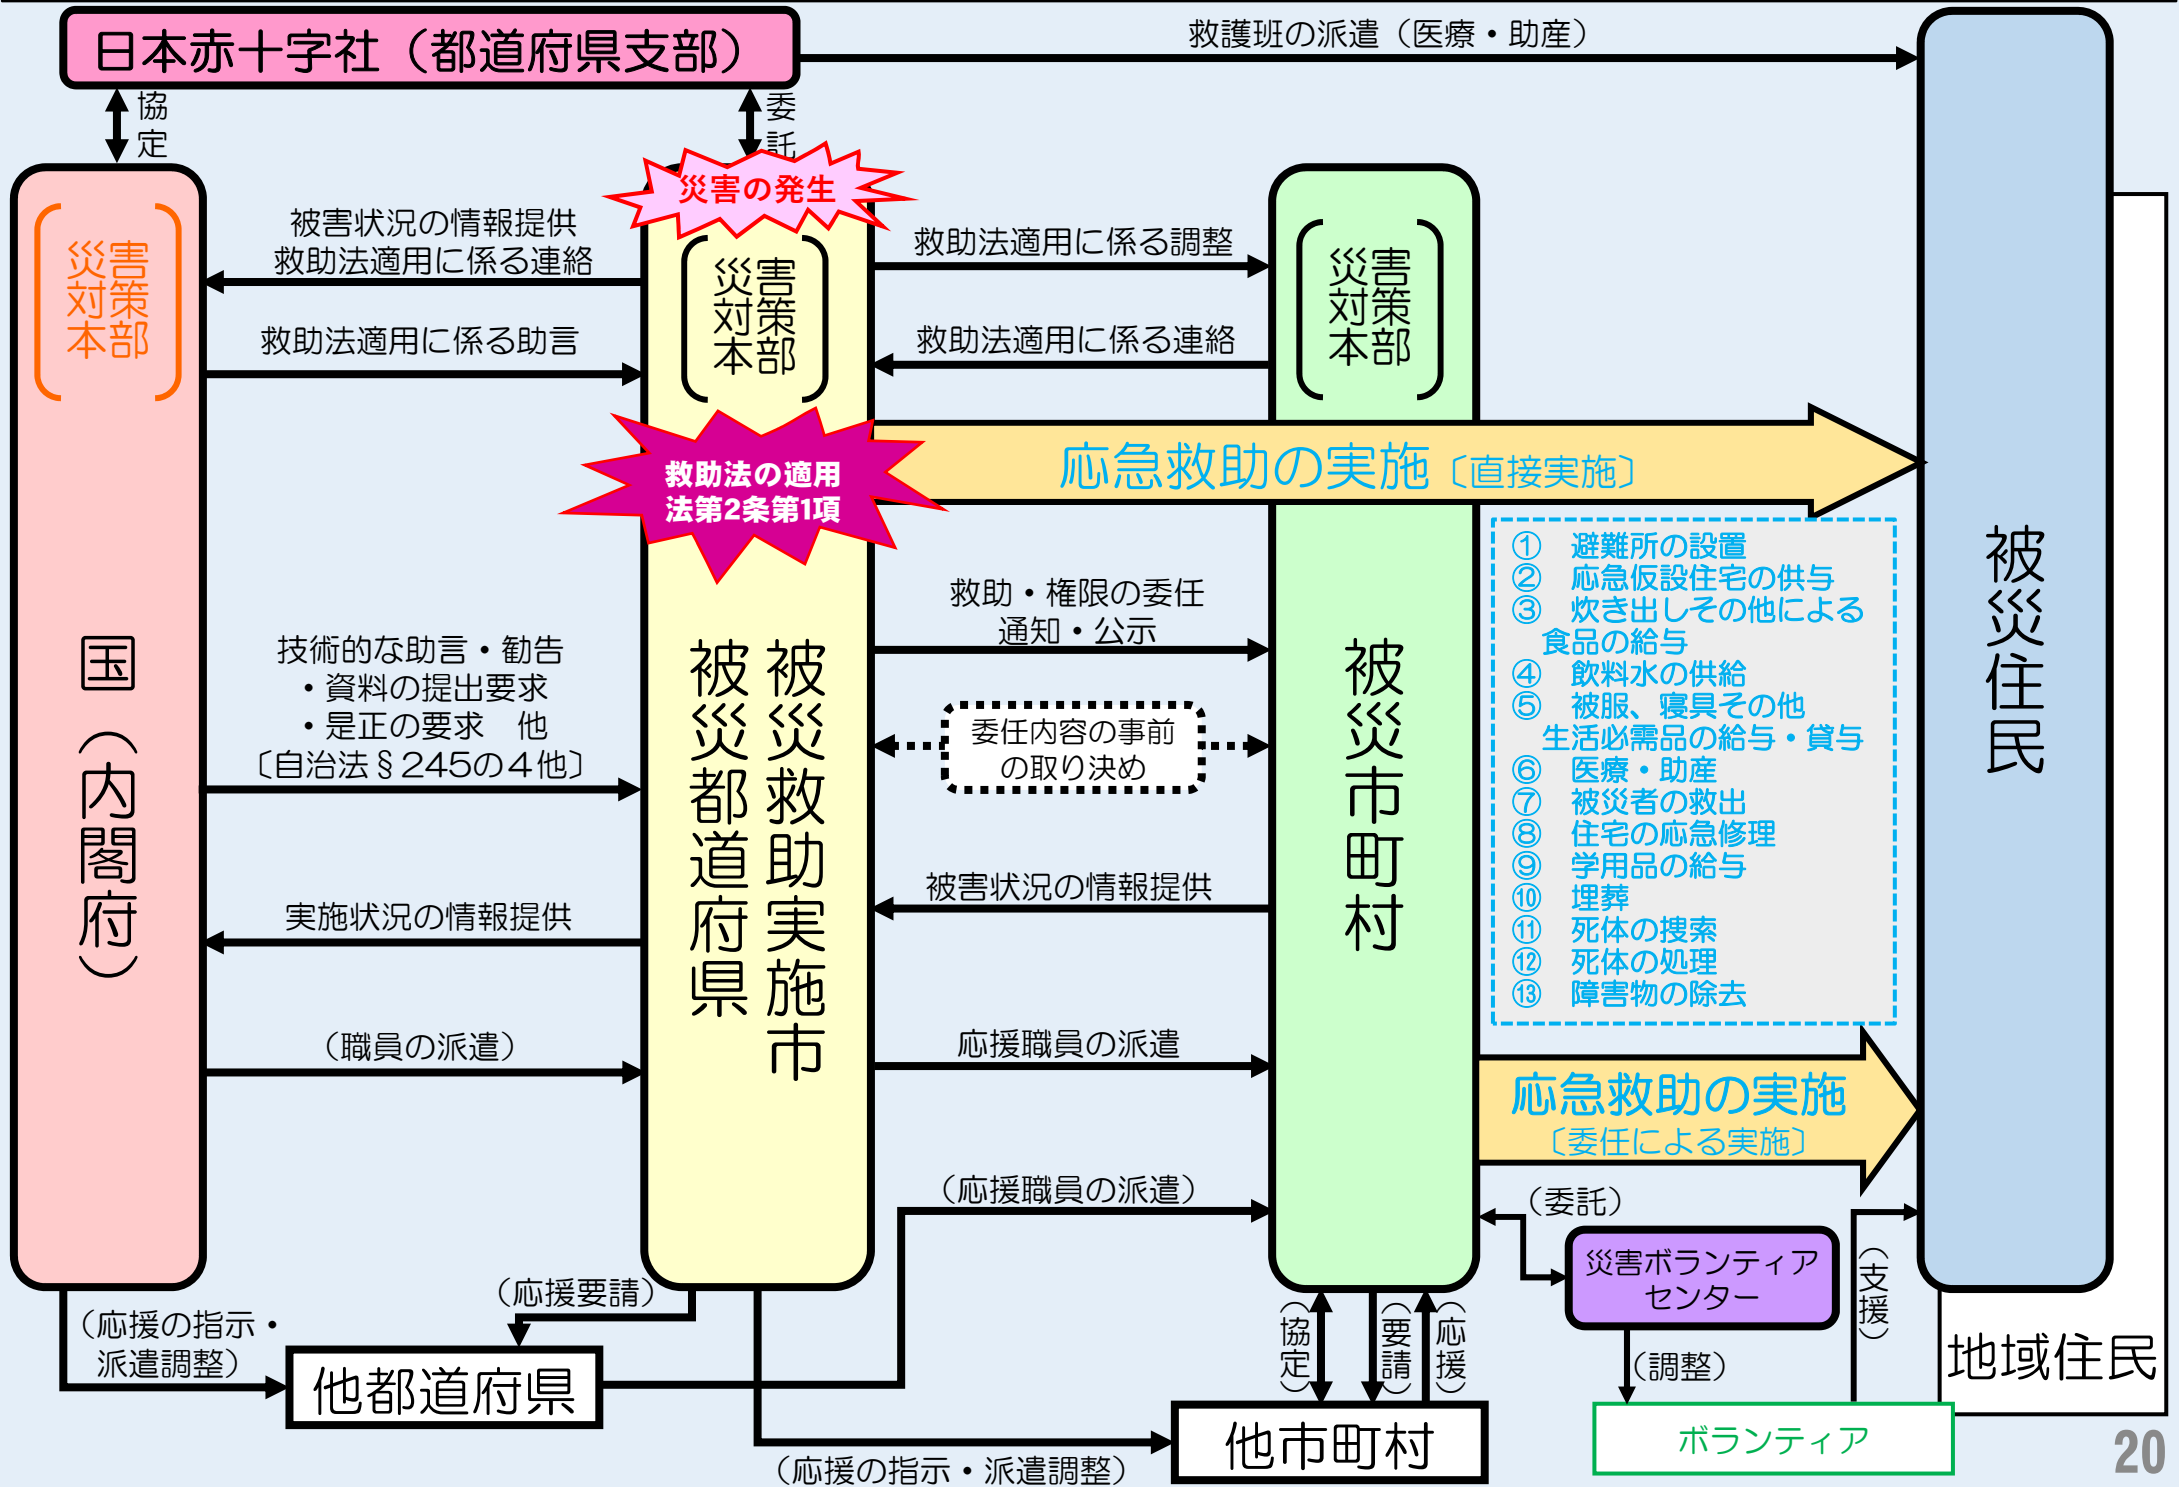 日本赤十字社（都道府県支部）
救護班の派遣（医療・助産）
協定
委託
災害の発生
災害対策本部
被害状況の情報提供
救助法適用に係る連絡
救助法適用に係る助言
災害対策本部
救助法適用に係る調整
救助法適用に係る連絡
災害対策本部
救助法の適用
法第2条第1項
応急救助の実施〔直接実施〕
国（内閣府）
技術的な助言・勧告
・資料の提出要求
・是正の要求　他
〔自治法§245の４他〕
実施状況の情報提供
（職員の派遣）
被災救助実施市
被災都道府県
救助・権限の委任
通知・公示
委任内容の事前
の取り決め
被害状況の情報提供
応援職員の派遣
（応援職員の派遣）
被災市町村
①　避難所の設置
②　応急仮設住宅の供与
③　炊き出しその他による
食品の給与
④　飲料水の供給
⑤　被服、寝具その他
生活必需品の給与・貸与
⑥　医療・助産
⑦　被災者の救出
⑧　住宅の応急修理
⑨　学用品の給与
⑩　埋葬
⑪　死体の捜索
⑫　死体の処理
⑬　障害物の除去
応急救助の実施
〔委任による実施〕
被災住民
（委託）
災害ボランティア
センター
（支援）
（調整）
ボランティア
地域住民
（応援要請）
（応援の指示・
派遣調整）
他都道府県
（協定）
（要請）
（応援）
他市町村
（応援の指示・派遣調整）
20